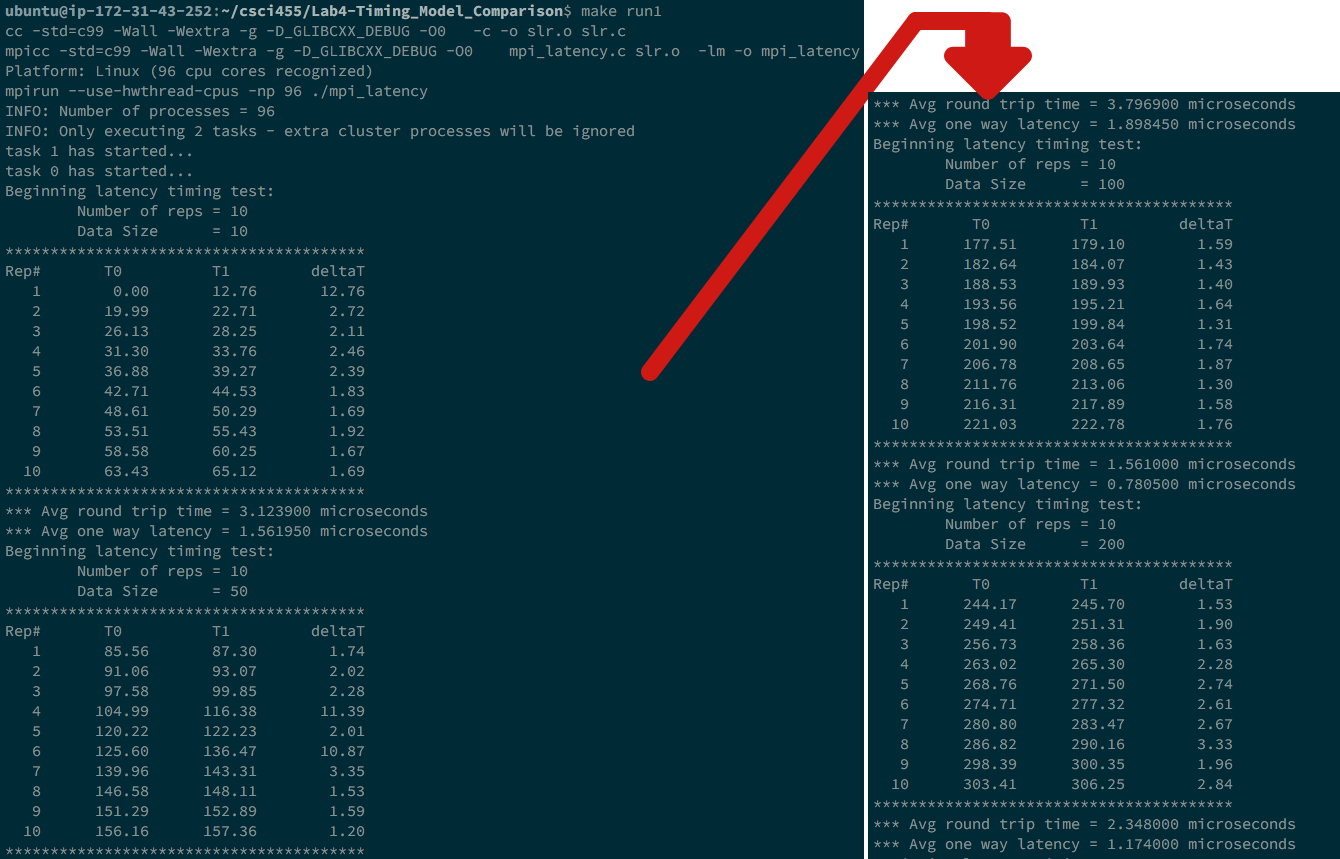 ubuntu@ip-172-31-43-252:~/csci455/Lab4-Timing_Model_Comparison$ make run1
cc -std=c99 -Wall -Wextra -g -D_GLIBCXX_DEBUG -O0   -c -o slr.o slr.c
mpicc -std=c99 -Wall -Wextra -g -D_GLIBCXX_DEBUG -O0    mpi_latency.c slr.o  -lm -o mpi_latency
Platform: Linux (96 cpu cores recognized)
mpirun --use-hwthread-cpus -np 96 ./mpi_latency
INFO: Number of processes = 96
INFO: Only executing 2 tasks - extra cluster processes will be ignored
task 1 has started...
task 0 has started...
Beginning latency timing test:
        Number of reps = 10
        Data Size      = 10
****************************************
Rep#       T0          T1         deltaT
   1        0.00       12.76       12.76
   2       19.99       22.71        2.72
   3       26.13       28.25        2.11
   4       31.30       33.76        2.46
   5       36.88       39.27        2.39
   6       42.71       44.53        1.83
   7       48.61       50.29        1.69
   8       53.51       55.43        1.92
   9       58.58       60.25        1.67
  10       63.43       65.12        1.69
****************************************
*** Avg round trip time = 3.123900 microseconds
*** Avg one way latency = 1.561950 microseconds
Beginning latency timing test:
        Number of reps = 10
        Data Size      = 50
****************************************
Rep#       T0          T1         deltaT
   1       85.56       87.30        1.74
   2       91.06       93.07        2.02
   3       97.58       99.85        2.28
   4      104.99      116.38       11.39
   5      120.22      122.23        2.01
   6      125.60      136.47       10.87
   7      139.96      143.31        3.35
   8      146.58      148.11        1.53
   9      151.29      152.89        1.59
  10      156.16      157.36        1.20
****************************************
*** Avg round trip time = 3.796900 microseconds
*** Avg one way latency = 1.898450 microseconds
Beginning latency timing test:
        Number of reps = 10
        Data Size      = 100
****************************************
Rep#       T0          T1         deltaT
   1      177.51      179.10        1.59
   2      182.64      184.07        1.43
   3      188.53      189.93        1.40
   4      193.56      195.21        1.64
   5      198.52      199.84        1.31
   6      201.90      203.64        1.74
   7      206.78      208.65        1.87
   8      211.76      213.06        1.30
   9      216.31      217.89        1.58
  10      221.03      222.78        1.76
****************************************
*** Avg round trip time = 1.561000 microseconds
*** Avg one way latency = 0.780500 microseconds
Beginning latency timing test:
        Number of reps = 10
        Data Size      = 200
****************************************
Rep#       T0          T1         deltaT
   1      244.17      245.70        1.53
   2      249.41      251.31        1.90
   3      256.73      258.36        1.63
   4      263.02      265.30        2.28
   5      268.76      271.50        2.74
   6      274.71      277.32        2.61
   7      280.80      283.47        2.67
   8      286.82      290.16        3.33
   9      298.39      300.35        1.96
  10      303.41      306.25        2.84
****************************************
*** Avg round trip time = 2.348000 microseconds
*** Avg one way latency = 1.174000 microseconds